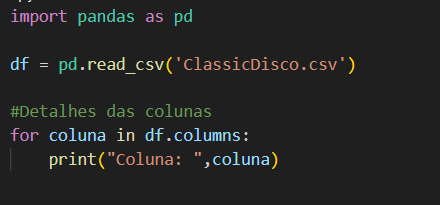 import pandas as pd
df = pd.read_csv('ClassicDisco.csv')
#Detalhes das colunas
for coluna in df.columns:
    print("Coluna: ",coluna)